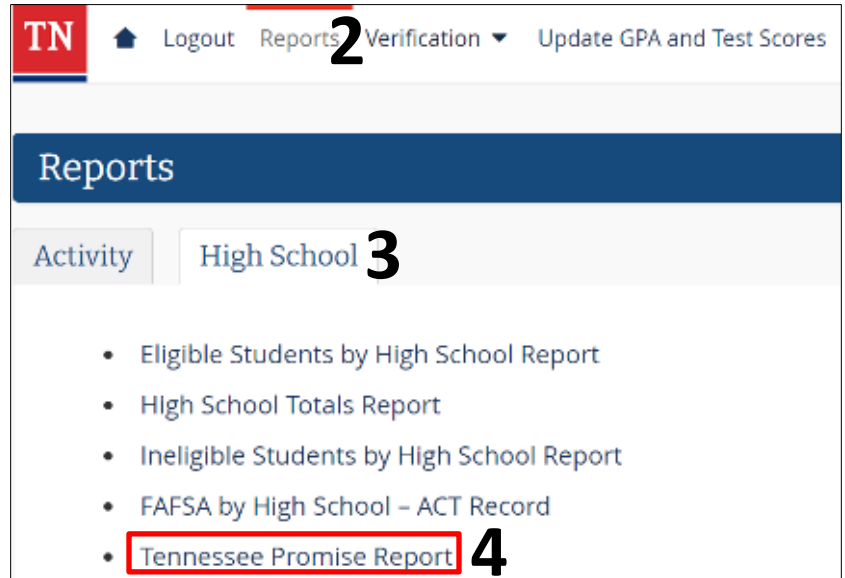 TN Logout Reports 2 Verification Update GPA and Test Scores
Reports
Activity High School 3
• Eligible Students by High School Report
• High School Totals Report
• Ineligible Students by High School Report
• FAFSA by High School – ACT Record
• Tennessee Promise Report 4